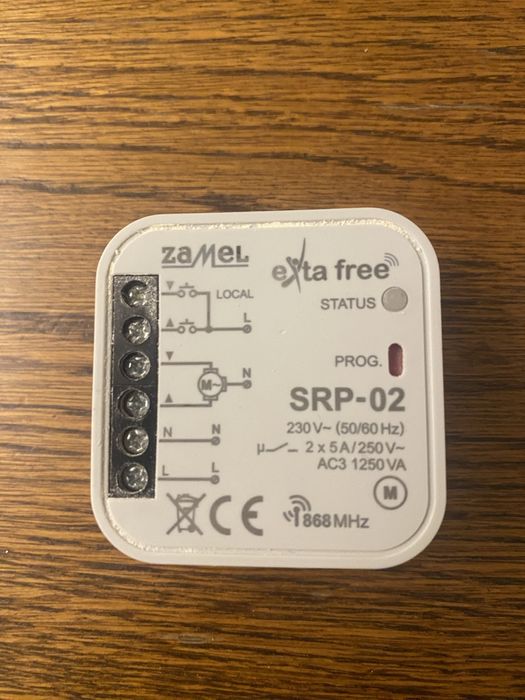 zaMeL
exta free
LOCAL
L
STATUS
N
M~
PROG.
SRP-02
N N
230 V~ (50/60 Hz)
µ 2 x 5 A / 250 V~
L L
AC3 1250 VA
M
CE
868 MHz